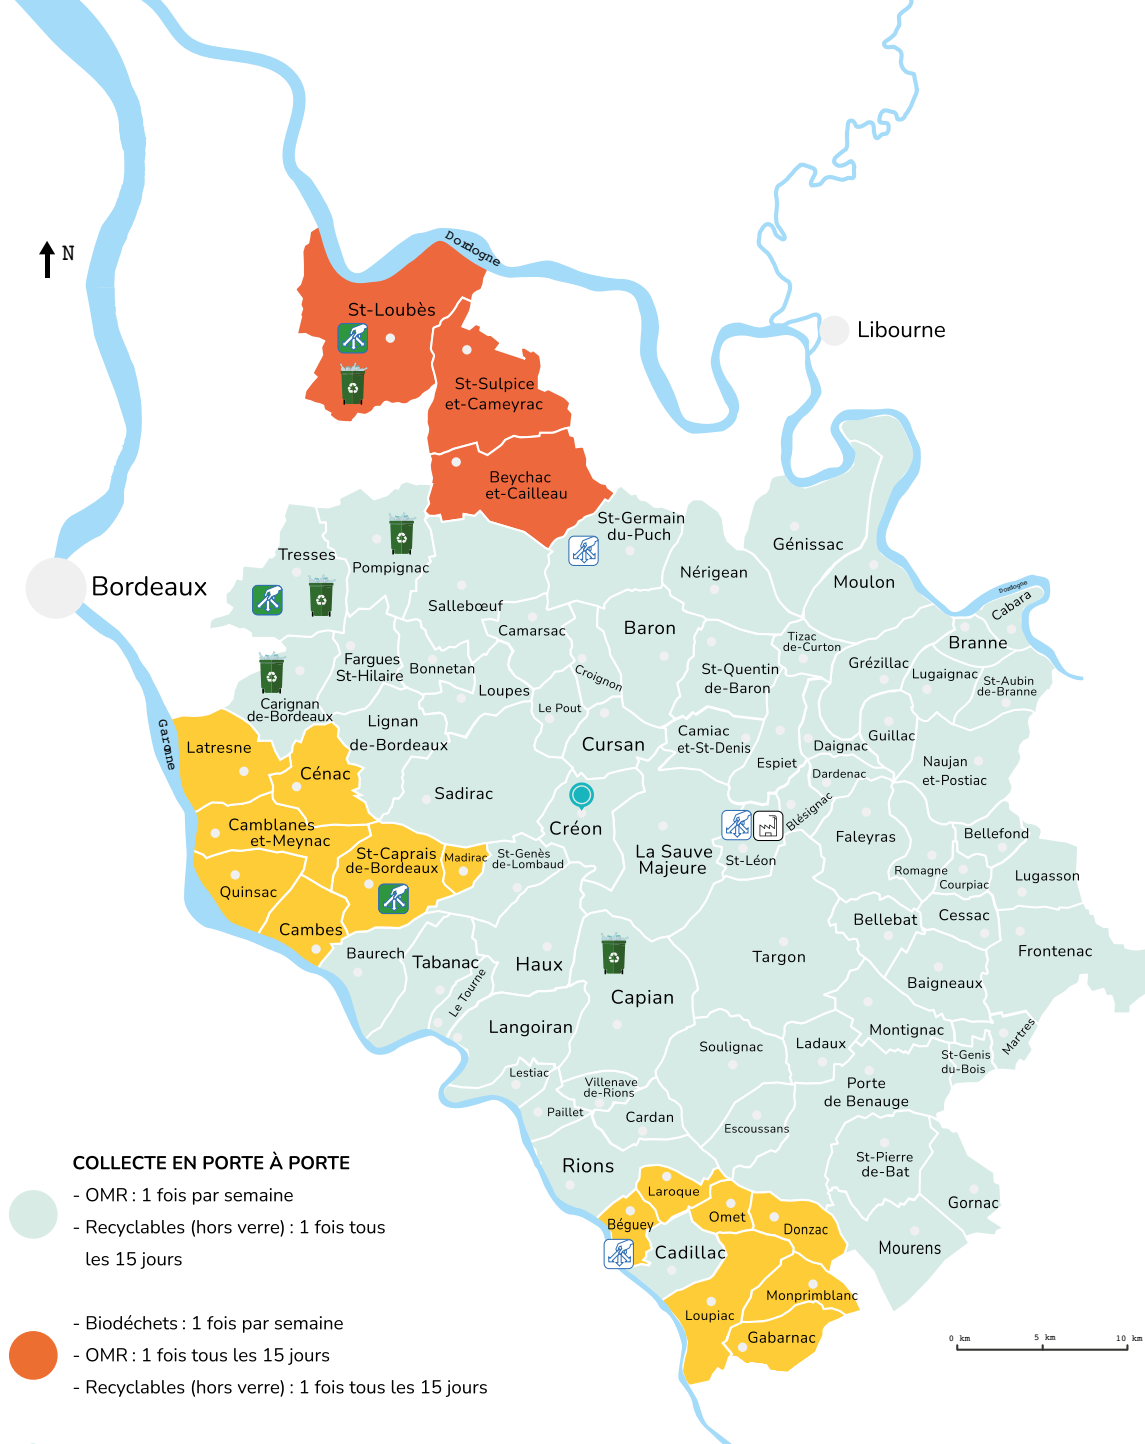 Dordogne
N
St-Loubès
Libourne
St-Sulpice
et-Cameyrac
Beychac
et-Cailleau
St-Germain
du-Puch
Génissac
Tresses
Pompignac
Nérigean
Moulon
Bordeaux
Dordogne
Cabara
Sallebœuf
Camarsac
Baron
Tizac
de-Curton
Branne
Fargues
St-Hilaire
Bonnetan
Croignon
St-Quentin
de-Baron
Grézillac
Lugaignac
St-Aubin
de-Branne
Loupes
Le Pout
Carignan
de-Bordeaux
Lignan
de-Bordeaux
Garonne
Latresne
Cursan
Camiac
et-St-Denis
Daignac
Guillac
Espiet
Naujan
et-Postiac
Cénac
Dardenac
Sadirac
Blésignac
Créon
Camblanes
et-Meynac
Faleyras
Bellefond
St-Caprais
de-Bordeaux
Madirac
St-Genès
de-Lombaud
La Sauve
Majeure
St-Léon
Romagne
Courpiac
Lugasson
Quinsac
Cambes
Bellebat
Cessac
Baurech
Tabanac
Le Tourne
Haux
Targon
Frontenac
Capian
Baigneaux
Langoiran
Montignac
Martres
Soulignac
Ladaux
St-Genis
du-Bois
Lestiac
Villenave
de-Rions
Porte
de Benauge
Paillet
Cardan
Escoussans
Rions
St-Pierre
de-Bat
Laroque
Gornac
Béguey
Omet
Donzac
Cadillac
Mourens
Monprimblanc
Loupiac
Gabarnac
0 km
5 km
10 km
COLLECTE EN PORTE À PORTE
- OMR : 1 fois par semaine
- Recyclables (hors verre) : 1 fois tous
les 15 jours
- Biodéchets : 1 fois par semaine
- OMR : 1 fois tous les 15 jours
- Recyclables (hors verre) : 1 fois tous les 15 jours